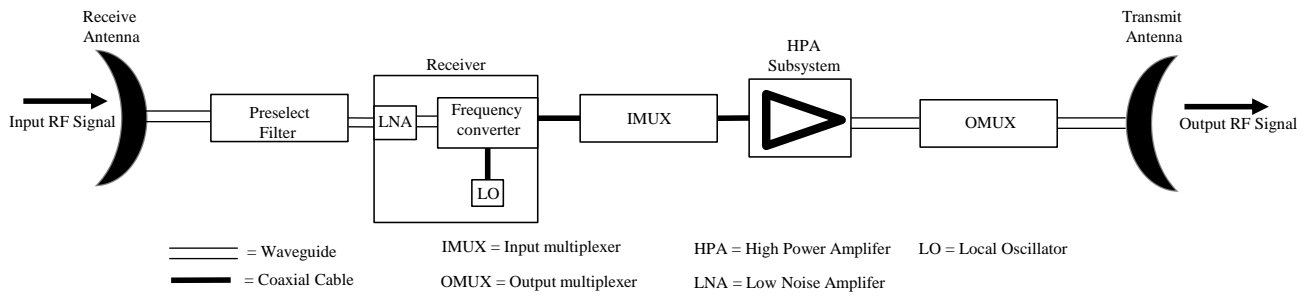 Receive
Antenna
Input RF Signal
Preselect
Filter
Receiver
LNA
Frequency
converter
LO
IMUX
HPA
Subsystem
OMUX
Transmit
Antenna
Output RF Signal
= Waveguide
= Coaxial Cable
IMUX = Input multiplexer
OMUX = Output multiplexer
HPA = High Power Amplifer
LNA = Low Noise Amplifer
LO = Local Oscillator